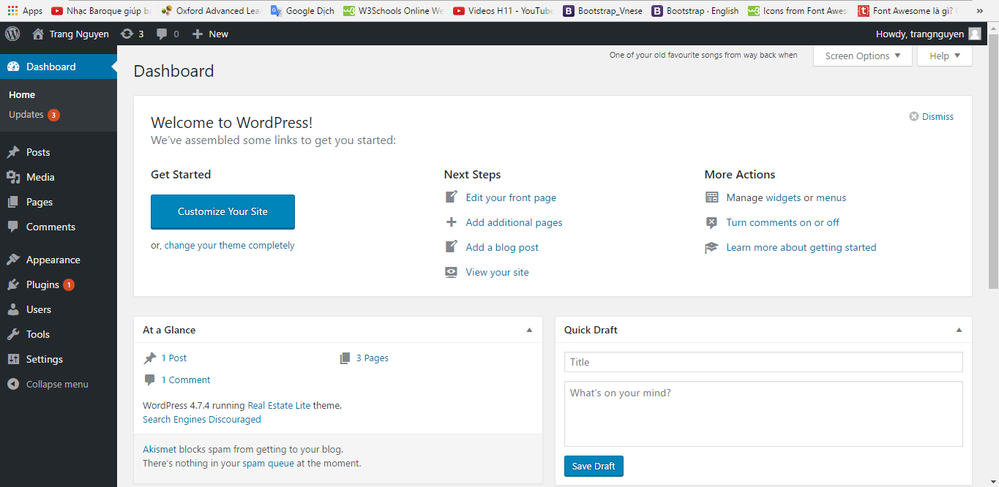 Apps Nhạc Baroque giúp ba Oxford Advanced Lea Google Dịch W3Schools Online We Videos H11 - YouTube Bootstrap_Vnese Bootstrap · English Icons from Font Awes Font Awesome là gì? »
Trang Nguyen 3 0 New Howdy, trangnguyen
One of your old favourite songs from way back when Screen Options Help
Dashboard
Home
Updates 3
Posts
Media
Pages
Comments
Appearance
Plugins 1
Users
Tools
Settings
Collapse menu
Dashboard
Welcome to WordPress!
Dismiss
We've assembled some links to get you started:
Get Started
Customize Your Site
or, change your theme completely
Next Steps
Edit your front page
Add additional pages
Add a blog post
View your site
More Actions
Manage widgets or menus
Turn comments on or off
Learn more about getting started
At a Glance
1 Post
3 Pages
1 Comment
WordPress 4.7.4 running Real Estate Lite theme.
Search Engines Discouraged
Akismet blocks spam from getting to your blog.
There's nothing in your spam queue at the moment.
Quick Draft
Title
What's on your mind?
Save Draft